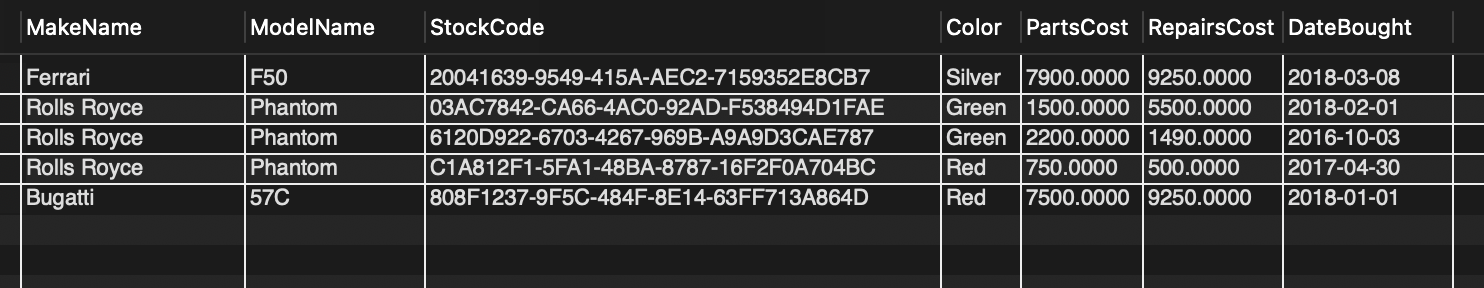 MakeName ModelName StockCode Color PartsCost RepairsCost DateBought
Ferrari F50 20041639-9549-415A-AEC2-7159352E8CB7 Silver 7900.0000 9250.0000 2018-03-08
Rolls Royce Phantom 03AC7842-CA66-4AC0-92AD-F538494D1FAE Green 1500.0000 5500.0000 2018-02-01
Rolls Royce Phantom 6120D922-6703-4267-969B-A9A9D3CAE787 Green 2200.0000 1490.0000 2016-10-03
Rolls Royce Phantom C1A812F1-5FA1-48BA-8787-16F2F0A704BC Red 750.0000 500.0000 2017-04-30
Bugatti 57C 808F1237-9F5C-484F-8E14-63FF713A864D Red 7500.0000 9250.0000 2018-01-01